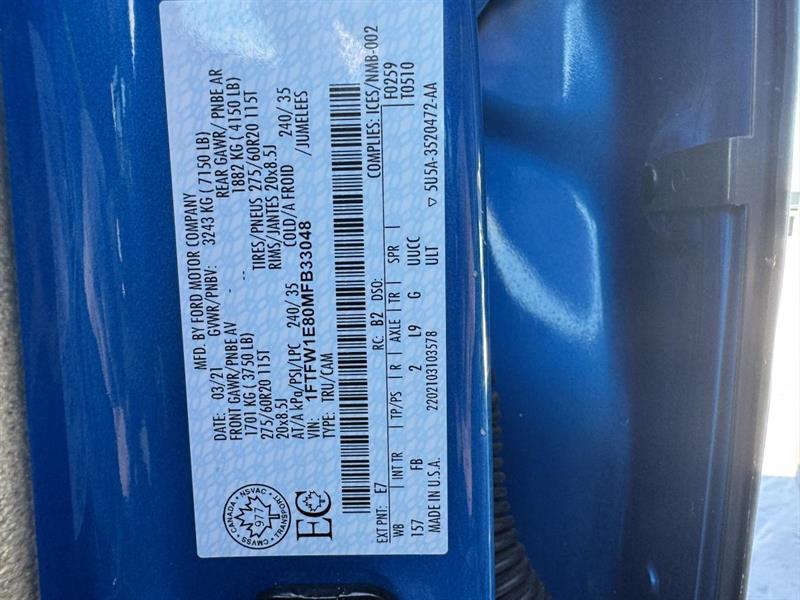 MFD. BY FORD MOTOR COMPANY
DATE: 03/21 GVWR/PNBV: 3243 KG (7150 LB)
FRONT GAWR/PNBE AV REAR GAWR/ PNBE AR
1701 KG (3750 LB) 1882 KG (4150 LB)
275/60R20 115T TIRES/PNEUS 275/60R20 115T
20x8.5J RIMS/JANTES 20x8.5J
AT/A kPa/PSI/LPC 240/ 35 COLD/A FROID 240/ 35
VIN: 1FTFW1E80MFB33048 /JUMELEES
TYPE: TRU/CAM
COMPLIES: ICES/NMB-002
EXT PNT: E7 RC: B2 DSO: F0259
WB INT TR TP/PS R AXLE TR SPR T0510
157 FB 2 L9 G UUCC
MADE IN U.S.A. 2202103103578 ULT ▽ 5U5A-3520472-AA
CANADA • NSVAC •
977
CMVSS • TRANSPORT
EC